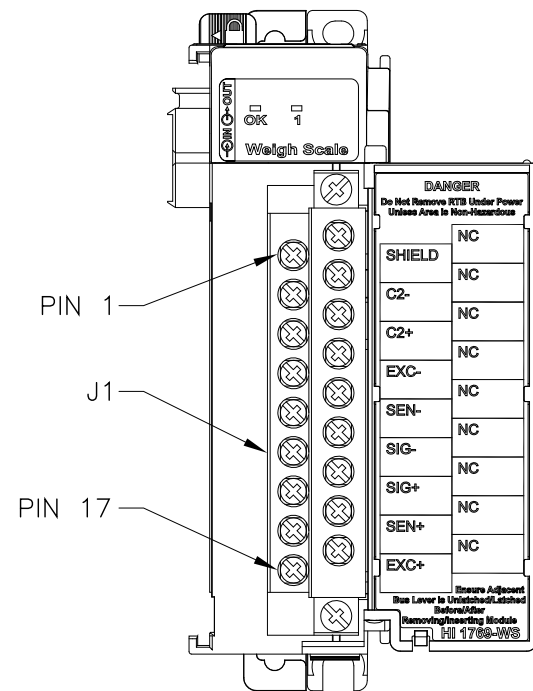 IN OUT
OK 1
Weigh Scale
DANGER
Do Not Remove RTB Under Power
Unless Area is Non-Hazardous
NC
SHIELD
NC
C2-
NC
C2+
NC
EXC-
NC
SEN-
NC
SIG-
NC
SIG+
NC
SEN+
NC
EXC+
Ensure Adjacent
Bus Lever is Unlatched/Latched
Before/After
Removing/Inserting Module
HI 1769-WS
PIN 1
J1
PIN 17